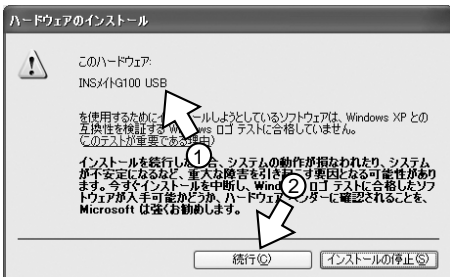 ハードウェアのインストール
このハードウェア:
INSメイトG100 USB
を使用するためにイ ールしようとしているソフトウェアは、Windows XP との
互換性を検証する Windows ロゴ テストに合格していません。
(このテストが重要である理由)
インストールを続行した 合、システムの動作が損なわれたり、システム
が不安定になるなど、重大な障害を引き起こす要因となる可能性があり
ます。今すぐインストールを中断し、Wind ロゴ テストに合格したソフ
トウェアが入手可能かどうか、ハードウェア ベンダーに確認されることを、
Microsoft は強くお勧めします。
①
②
続行(C)
インストールの停止(S)